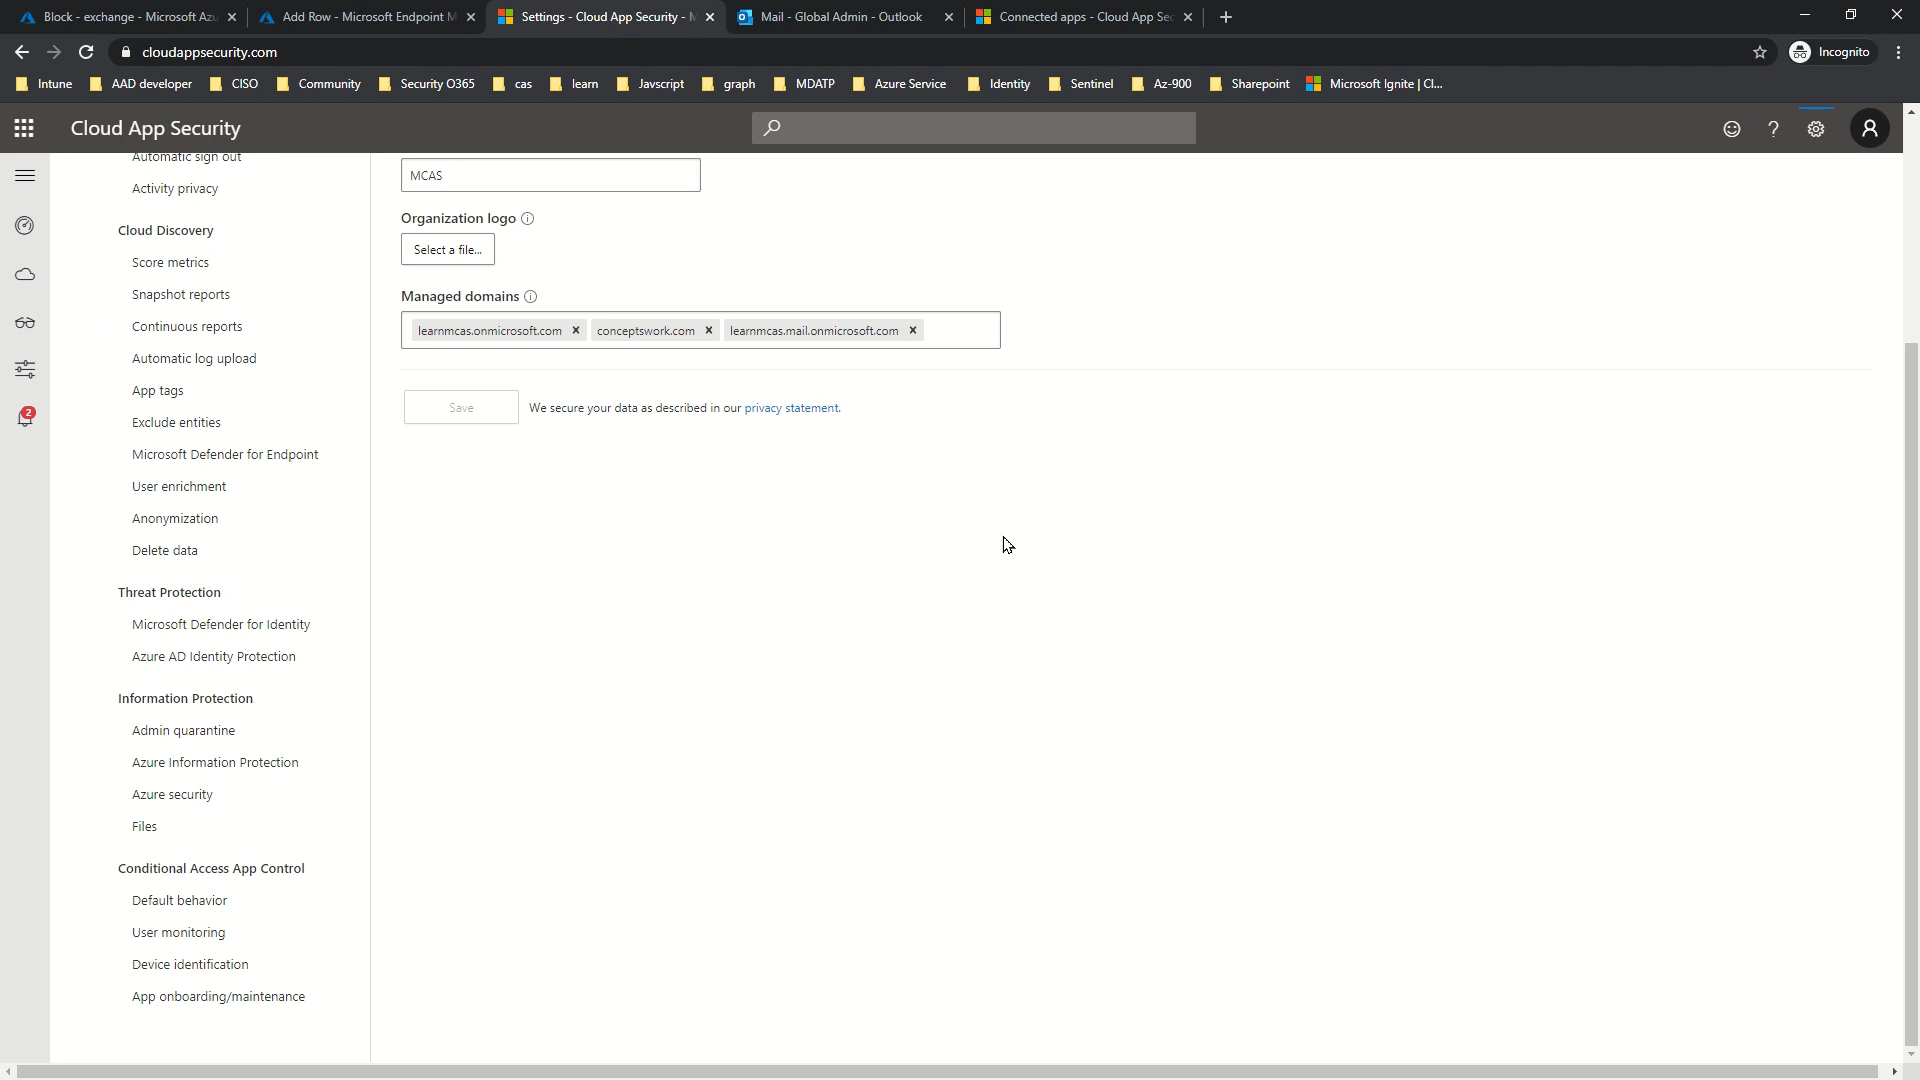 Block - exchange - Microsoft Azu
Add Row - Microsoft Endpoint M
Settings - Cloud App Security - M
Mail - Global Admin - Outlook
Connected apps - Cloud App Sec
cloudappsecurity.com
Incognito
Intune
AAD developer
CISO
Community
Security O365
cas
learn
Javscript
graph
MDATP
Azure Service
Identity
Sentinel
Az-900
Sharepoint
Microsoft Ignite | Cl...
Cloud App Security
?
2
Automatic sign out
Activity privacy
Cloud Discovery
Score metrics
Snapshot reports
Continuous reports
Automatic log upload
App tags
Exclude entities
Microsoft Defender for Endpoint
User enrichment
Anonymization
Delete data
Threat Protection
Microsoft Defender for Identity
Azure AD Identity Protection
Information Protection
Admin quarantine
Azure Information Protection
Azure security
Files
Conditional Access App Control
Default behavior
User monitoring
Device identification
App onboarding/maintenance
MCAS
Organization logo
Select a file...
Managed domains
learnmcas.onmicrosoft.com
conceptswork.com
learnmcas.mail.onmicrosoft.com
Save
We secure your data as described in our privacy statement.